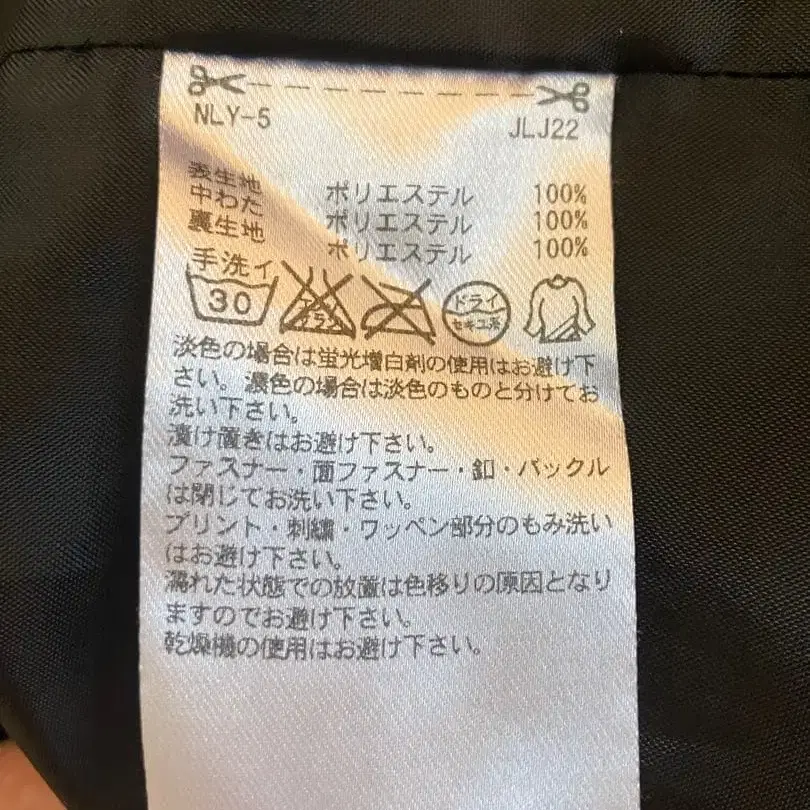 NLY-5 JLJ22
表生地 ポリエステル 100%
中わた ポリエステル 100%
裏生地 ポリエステル 100%
手洗イ
30 エンソサラシ ドライ セキユ系
淡色の場合は蛍光増白剤の使用はお避け下
さい。濃色の場合は淡色のものと分けてお
洗い下さい。
漬け置きはお避け下さい。
ファスナー・面ファスナー・釦・バックル
は閉じてお洗い下さい。
プリント・刺繍・ワッペン部分のもみ洗い
はお避け下さい。
濡れた状態での放置は色移りの原因となり
ますのでお避け下さい。
乾燥機の使用はお避け下さい。